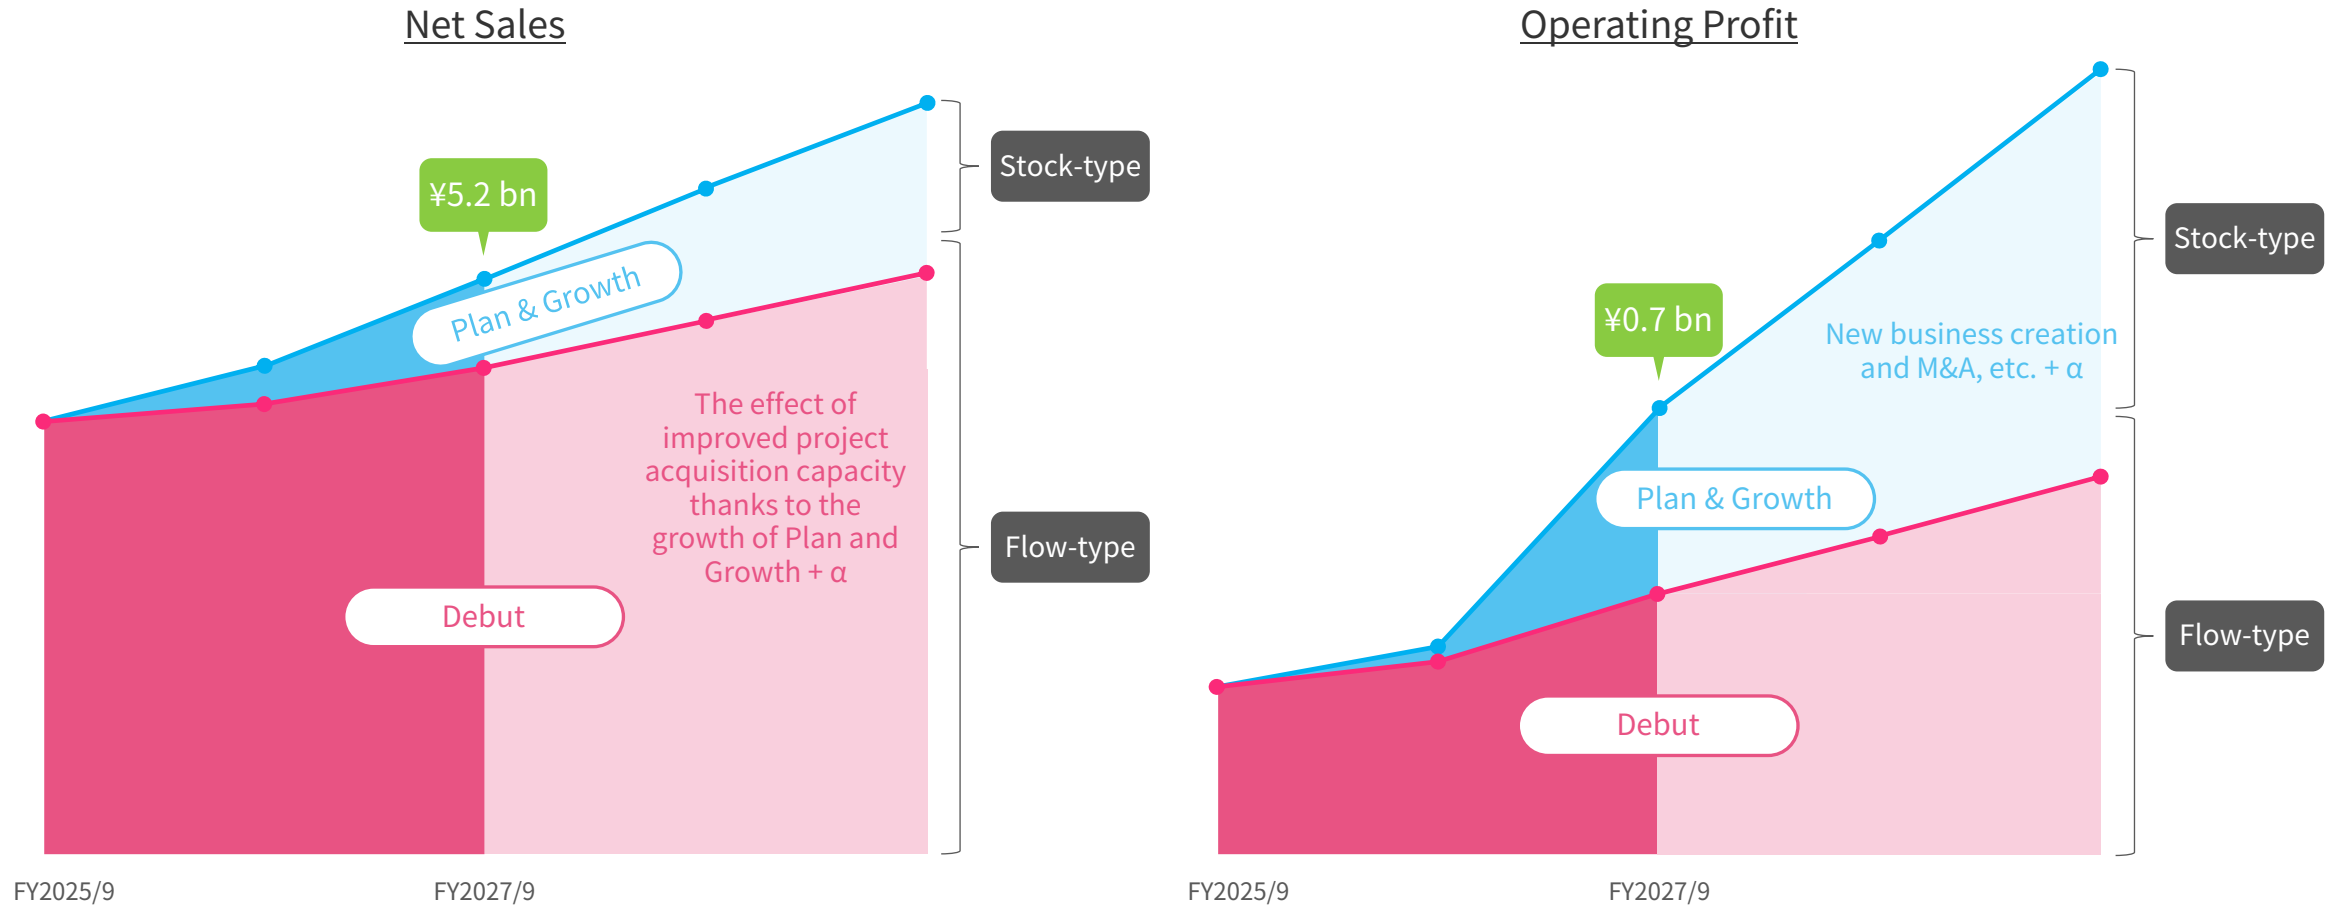 Net Sales
¥5.2 bn
Plan & Growth
The effect of
improved project
acquisition capacity
thanks to the
growth of Plan and
Growth + α
Debut
Stock-type
Flow-type
FY2025/9
FY2027/9
Operating Profit
¥0.7 bn
New business creation
and M&A, etc. + α
Plan & Growth
Debut
Stock-type
Flow-type
FY2025/9
FY2027/9